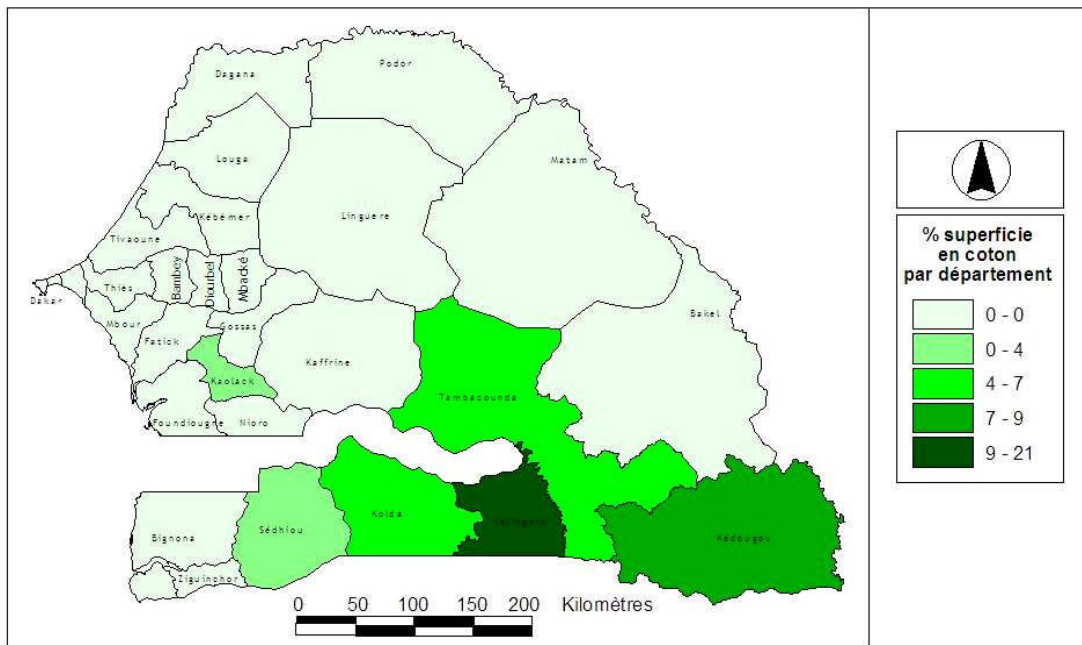 Dagana
Podor
Louga
Matam
Linguere
Kébémer
Tivaoune
Bambey
Diourbel
Mbacké
Thiès
Dakar
Mbour
Gossas
Fatick
Bakel
Kaffrine
Kaolack
Tambacounda
Foundiougne
Nioro
Kolda
Vélingara
Sédhiou
Bignona
Kédougou
Ziguinchor
0 50 100 150 200 Kilomètres
% superficie
en coton
par département
0 - 0
0 - 4
4 - 7
7 - 9
9 - 21